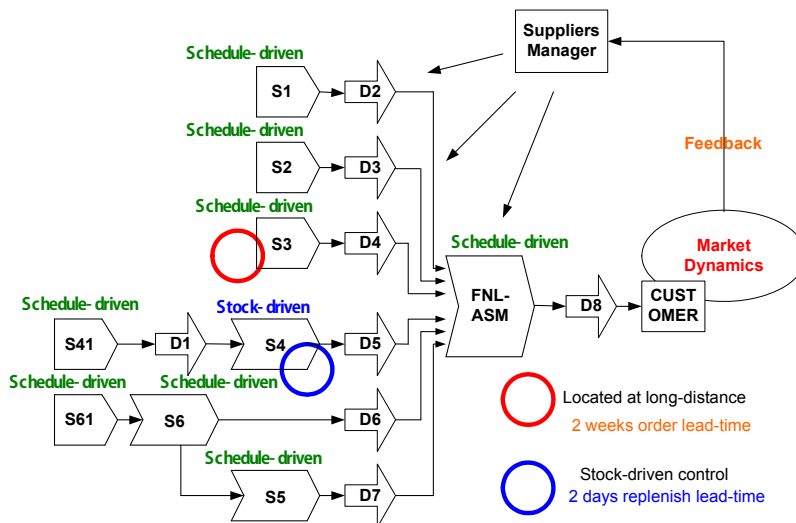 Suppliers
Manager
Schedule- driven
S1
D2
Schedule- driven
S2
D3
Feedback
Schedule- driven
S3
D4
Schedule- driven
Market
Dynamics
FNL-
ASM
D8
CUST
OMER
Schedule- driven
Stock- driven
S41
D1
S4
D5
Schedule- driven
Schedule- driven
S61
S6
D6
Located at long-distance
2 weeks order lead-time
Schedule- driven
S5
D7
Stock-driven control
2 days replenish lead-time